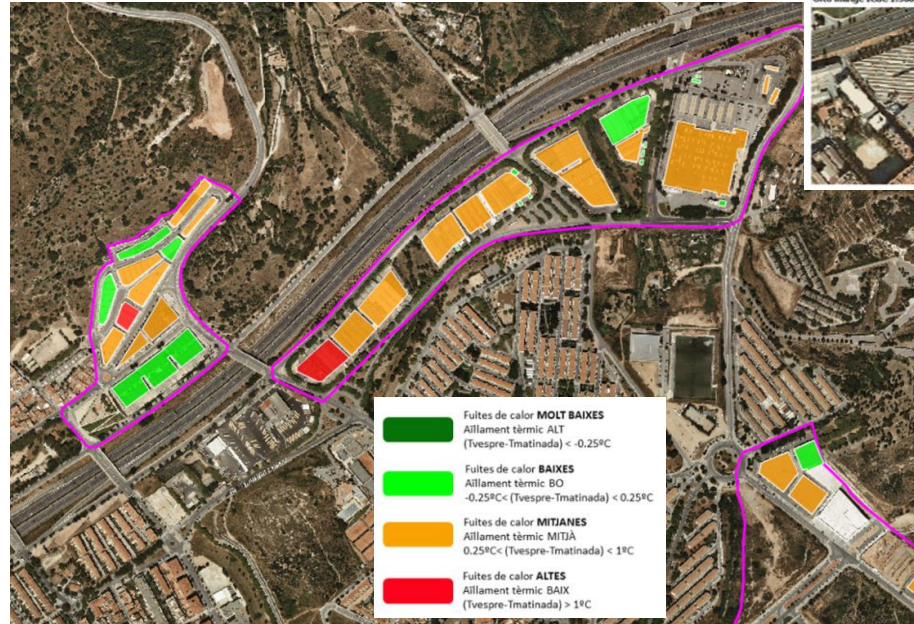 Fuites de calor MOLT BAIXES
Aïllament tèrmic ALT
(Tvespre-Tmatinada) < -0.25ºC
Fuites de calor BAIXES
Aïllament tèrmic BO
-0.25ºC< (Tvespre-Tmatinada) < 0.25ºC
Fuites de calor MITJANES
Aïllament tèrmic MITJÀ
0.25ºC< (Tvespre-Tmatinada) < 1ºC
Fuites de calor ALTES
Aïllament tèrmic BAIX
(Tvespre-Tmatinada) > 1ºC